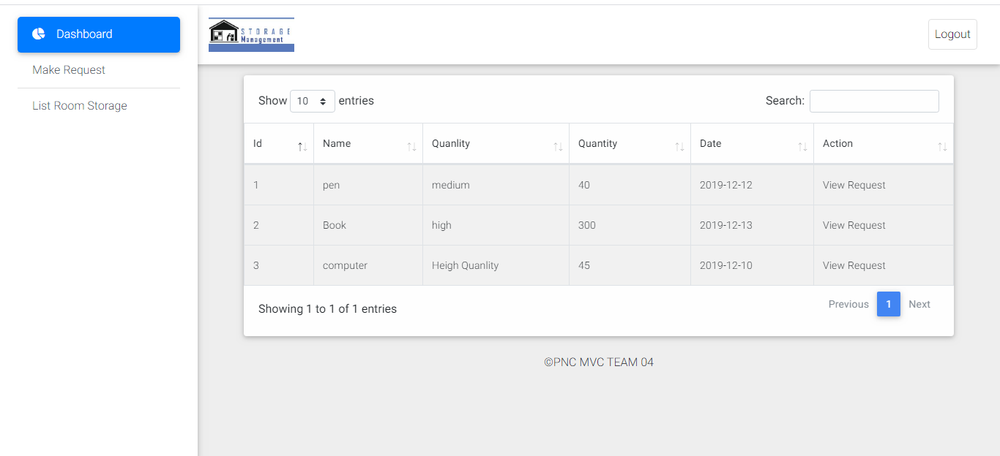 Dashboard
Make Request
List Room Storage
STORAGE
Management
Logout
Show 10 entries
Search:
Id Name Quanlity Quantity Date Action
1 pen medium 40 2019-12-12 View Request
2 Book high 300 2019-12-13 View Request
3 computer Heigh Quanlity 45 2019-12-10 View Request
Showing 1 to 1 of 1 entries
Previous 1 Next
©PNC MVC TEAM 04